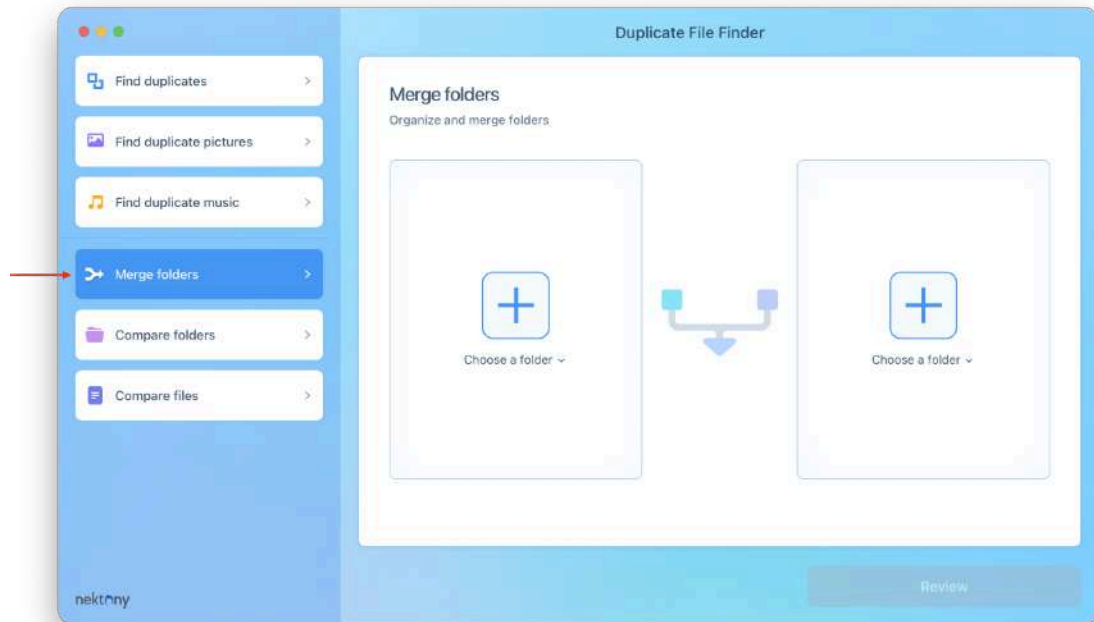 Duplicate File Finder
Find duplicates
Find duplicate pictures
Find duplicate music
Merge folders
Compare folders
Compare files
nektony
Merge folders
Organize and merge folders
Choose a folder
Choose a folder
Review